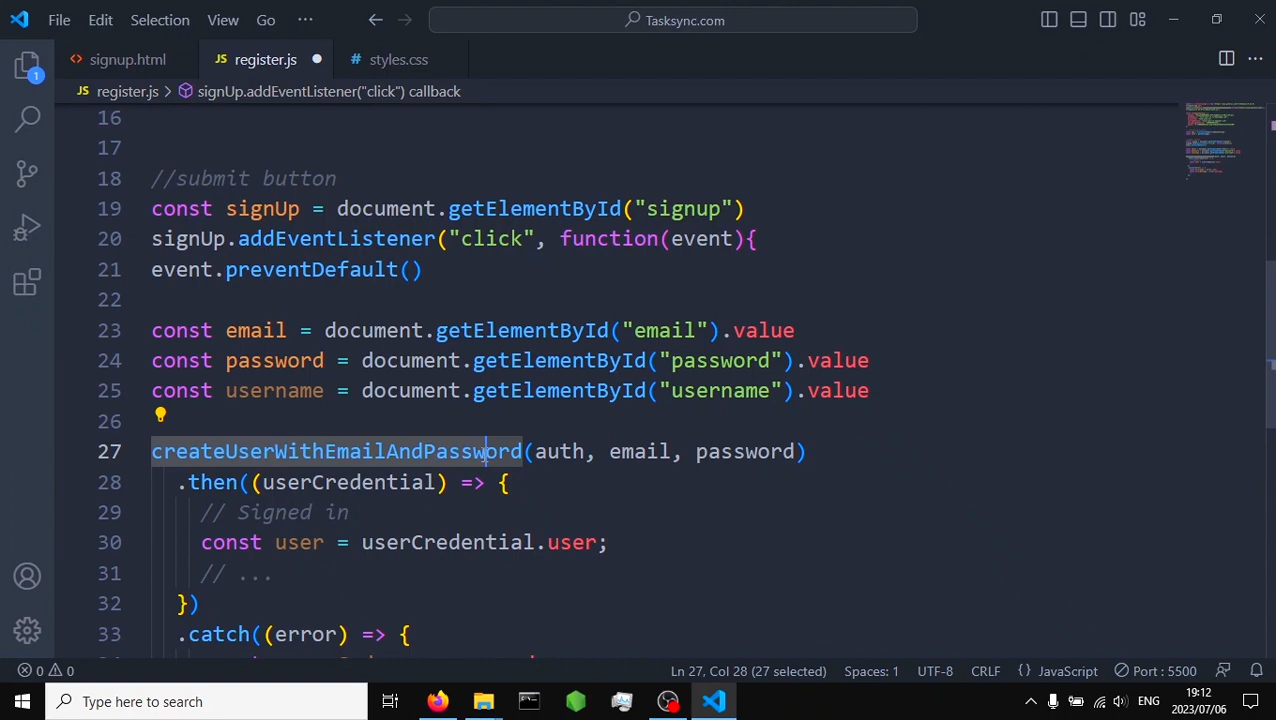 File Edit Selection View Go ··· Tasksync.com
signup.html JS register.js # styles.css
JS register.js > signUp.addEventListener("click") callback
1
16
17
18 //submit button
19 const signUp = document.getElementById("signup")
20 signUp.addEventListener("click", function(event){
21 event.preventDefault()
22
23 const email = document.getElementById("email").value
24 const password = document.getElementById("password").value
25 const username = document.getElementById("username").value
26
27 createUserWithEmailAndPassword(auth, email, password)
28 .then((userCredential) => {
29 // Signed in
30 const user = userCredential.user;
31 // ...
32 })
33 .catch((error) => {
0 0 Ln 27, Col 28 (27 selected) Spaces: 1 UTF-8 CRLF {} JavaScript Port : 5500
Type here to search ENG 19:12
2023/07/06